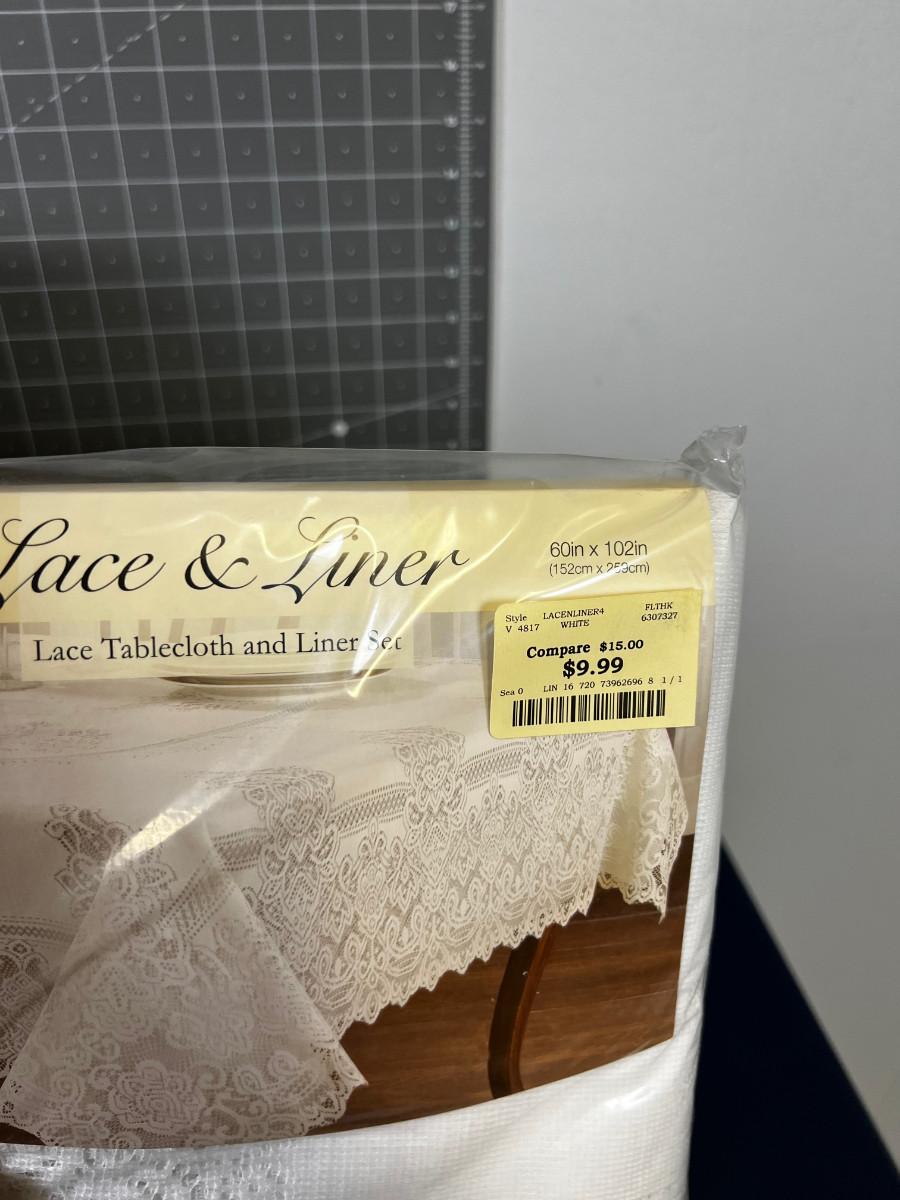 Lace & Liner
60in x 102in
(152cm x 259cm)
Lace Tablecloth and Liner Set
Style LACENLINER4 FLTHK
V 4817 WHITE 6307327
Compare $15.00
$9.99
Sea 0 LIN 16 720 73962696 8 1 / 1